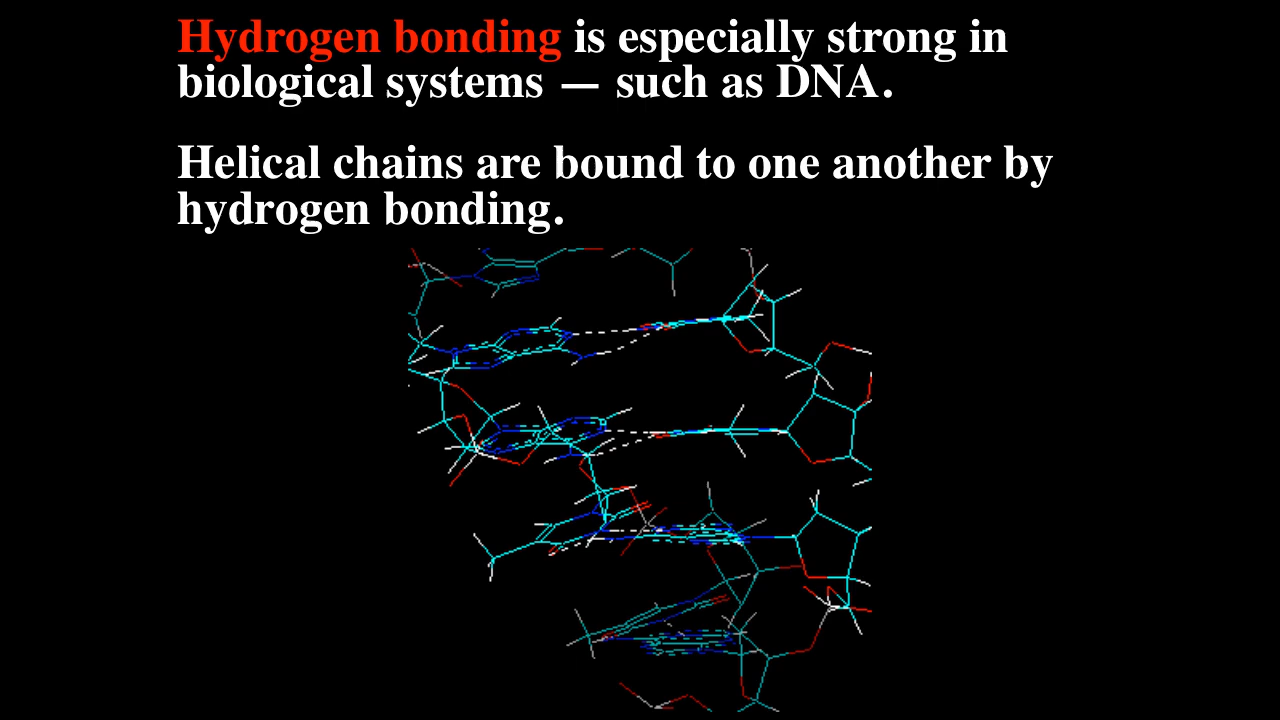 Hydrogen bonding is especially strong in
biological systems — such as DNA.
Helical chains are bound to one another by
hydrogen bonding.